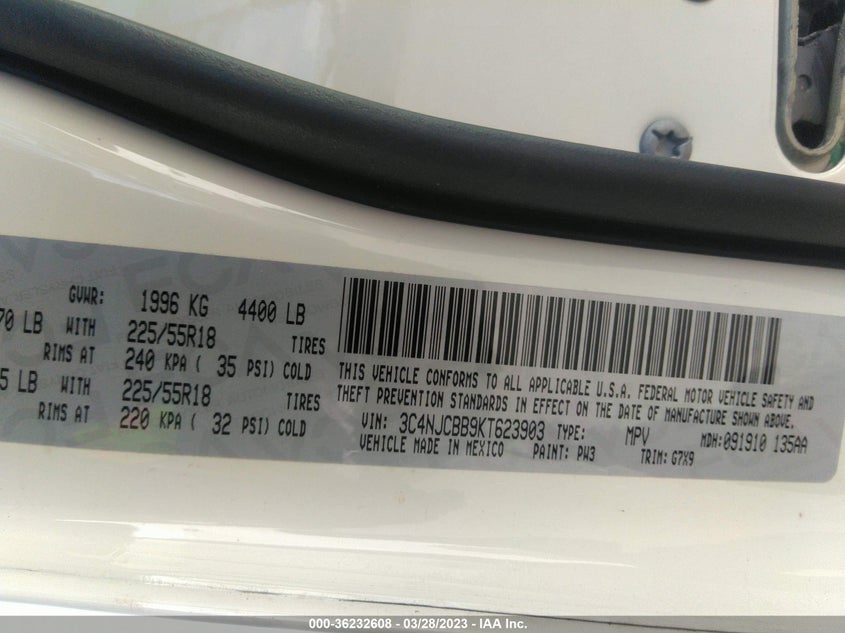 GVWR: 1996 KG 4400 LB
70 LB WITH 225/55R18 TIRES
RIMS AT 240 KPA ( 35 PSI) COLD
5 LB WITH 225/55R18 TIRES
RIMS AT 220 KPA ( 32 PSI) COLD
THIS VEHICLE CONFORMS TO ALL APPLICABLE U.S.A. FEDERAL MOTOR VEHICLE SAFETY AND
THEFT PREVENTION STANDARDS IN EFFECT ON THE DATE OF MANUFACTURE SHOWN ABOVE.
VIN: 3C4NJCBB9KT623903 TYPE: MPV MDH:091910 135AA
VEHICLE MADE IN MEXICO PAINT: PW3 TRIM: G7X9
000-36232608 — 03/28/2023 — IAA Inc.